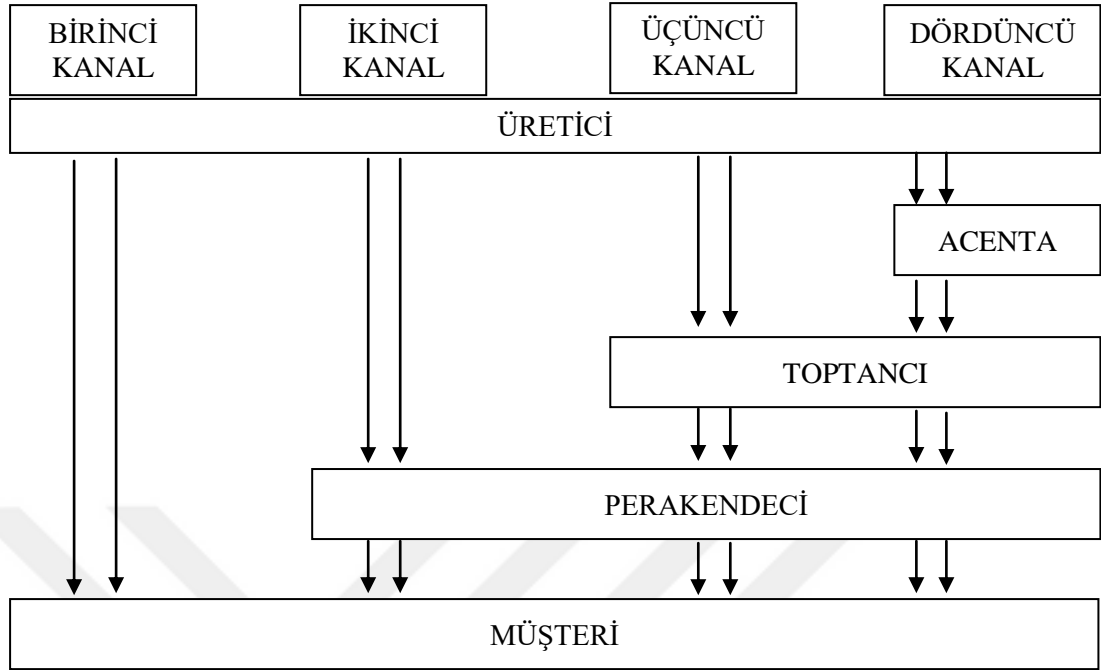 BİRİNCİ
KANAL
İKİNCİ
KANAL
ÜÇÜNCÜ
KANAL
DÖRDÜNCÜ
KANAL
ÜRETİCİ
ACENTA
TOPTANCI
PERAKENDECİ
MÜŞTERİ